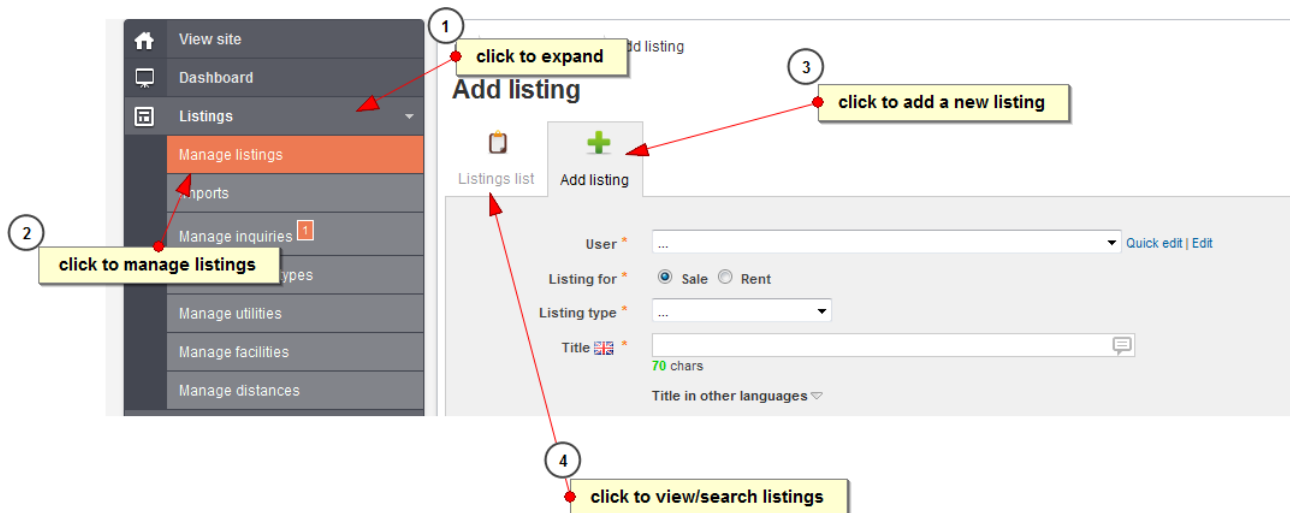 1
click to expand
dd listing
View site
Dashboard
Listings
Manage listings
mports
Manage inquiries 1
2
click to manage listings
ypes
Manage utilities
Manage facilities
Manage distances
Add listing
3
click to add a new listing
Listings list
Add listing
User *
...
Quick edit | Edit
Listing for * Sale Rent
Listing type * ...
Title *
70 chars
Title in other languages
4
click to view/search listings